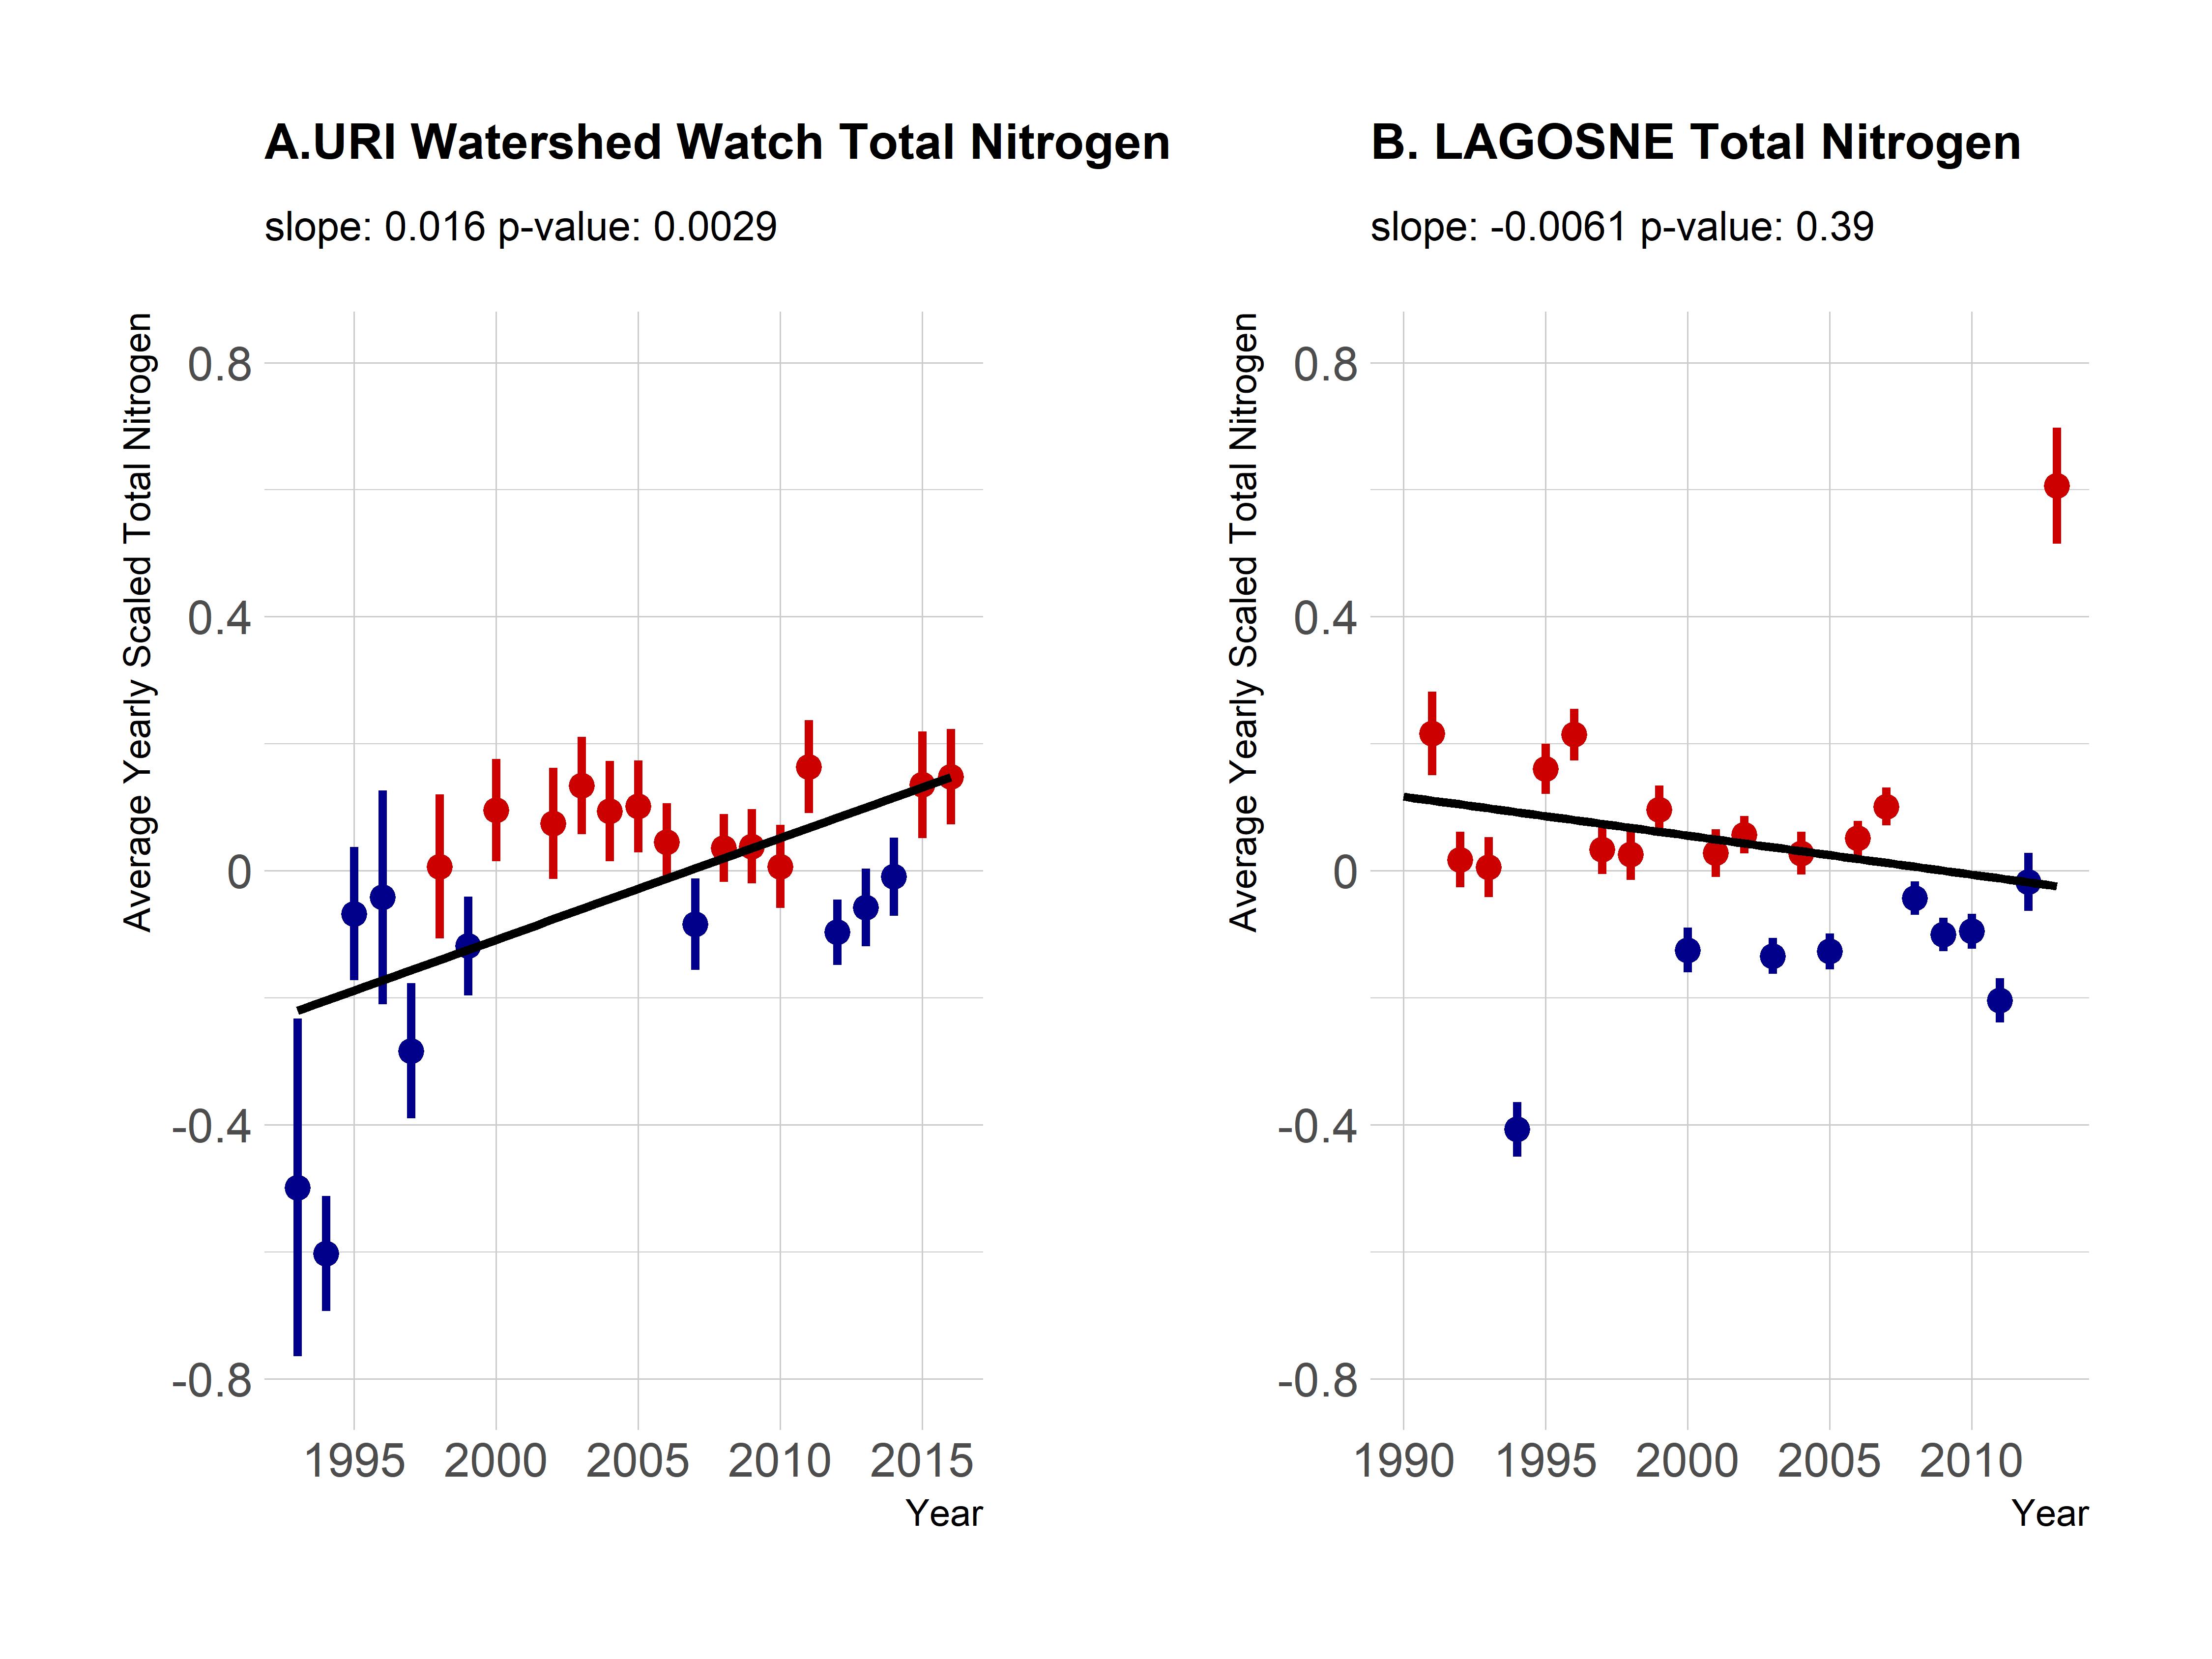 A.URI Watershed Watch Total Nitrogen
slope: 0.016 p-value: 0.0029
Average Yearly Scaled Total Nitrogen
0.8
0.4
0
-0.4
-0.8
1995 2000 2005 2010 2015
Year
B. LAGOSNE Total Nitrogen
slope: -0.0061 p-value: 0.39
Average Yearly Scaled Total Nitrogen
0.8
0.4
0
-0.4
-0.8
1990 1995 2000 2005 2010
Year